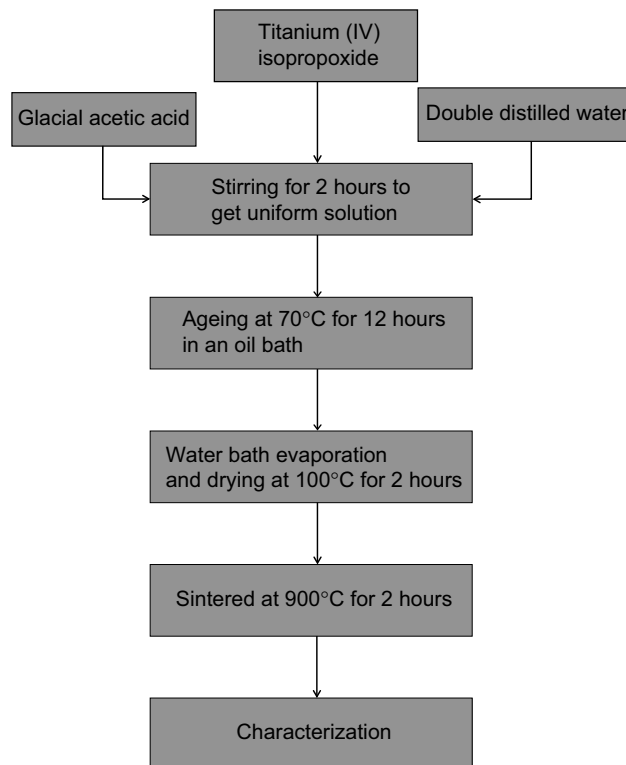 Titanium (IV)
isopropoxide
Glacial acetic acid
Double distilled water
Stirring for 2 hours to
get uniform solution
Ageing at 70°C for 12 hours
in an oil bath
Water bath evaporation
and drying at 100°C for 2 hours
Sintered at 900°C for 2 hours
Characterization